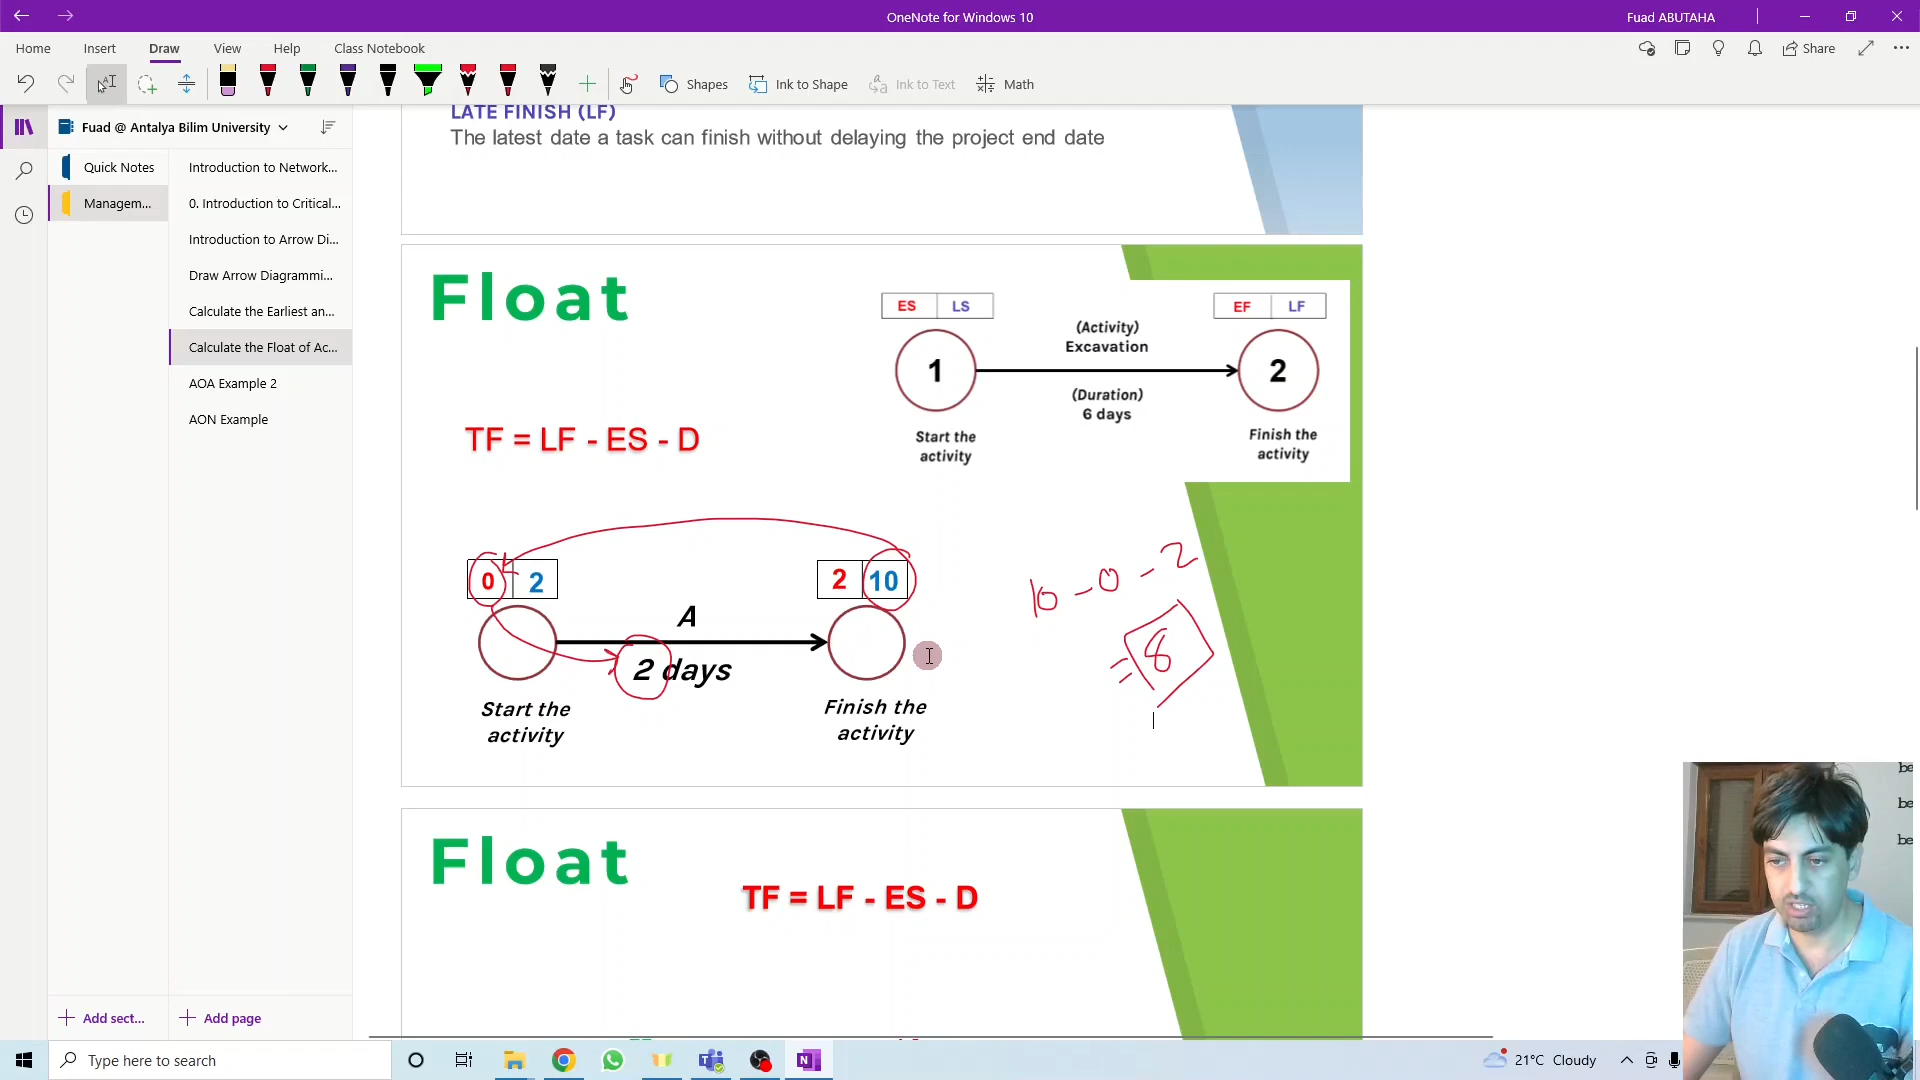 OneNote for Windows 10
Fuad ABUTAHA
Home Insert Draw View Help Class Notebook
Share
Shapes Ink to Shape Ink to Text Math
Fuad @ Antalya Bilim University
Quick Notes
Managem...
Introduction to Network...
0. Introduction to Critical...
Introduction to Arrow Di...
Draw Arrow Diagrammi...
Calculate the Earliest an...
Calculate the Float of Ac...
AOA Example 2
AON Example
Add sect...
Add page
LATE FINISH (LF)
The latest date a task can finish without delaying the project end date
Float
ES LS
EF LF
(Activity)
Excavation
1
2
(Duration)
6 days
Start the
activity
Finish the
activity
TF = LF - ES - D
0 2
2 10
A
2 days
Start the
activity
Finish the
activity
10 - 0 - 2
= 8
Float
TF = LF - ES - D
be
be
be
Type here to search
21°C Cloudy